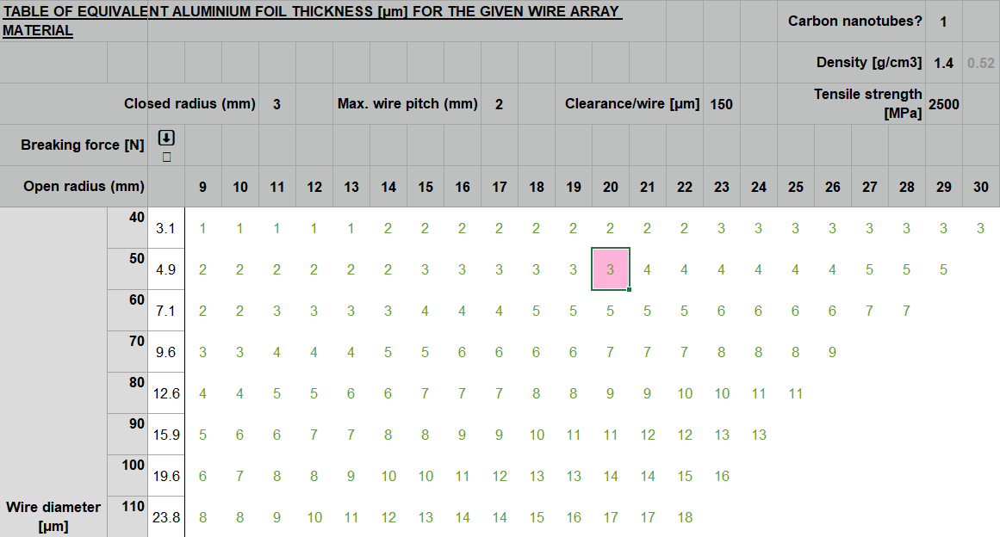 TABLE OF EQUIVALENT ALUMINIUM FOIL THICKNESS [µm] FOR THE GIVEN WIRE ARRAY
MATERIAL
Carbon nanotubes? 1
Density [g/cm3] 1.4 0.52
Closed radius (mm) 3 Max. wire pitch (mm) 2 Clearance/wire [µm] 150 Tensile strength
[MPa] 2500
Breaking force [N]
Open radius (mm) 9 10 11 12 13 14 15 16 17 18 19 20 21 22 23 24 25 26 27 28 29 30
40 3.1 1 1 1 1 1 2 2 2 2 2 2 2 2 2 3 3 3 3 3 3 3 3
50 4.9 2 2 2 2 2 2 3 3 3 3 3 3 4 4 4 4 4 4 5 5 5
60 7.1 2 2 3 3 3 3 4 4 4 5 5 5 5 5 6 6 6 6 7 7
70 9.6 3 3 4 4 4 5 5 6 6 6 6 7 7 7 8 8 8 9
80 12.6 4 4 5 5 6 6 7 7 7 8 8 9 9 10 10 11 11
90 15.9 5 6 6 7 7 8 8 9 9 10 11 11 12 12 13 13
100 19.6 6 7 8 8 9 10 10 11 12 13 13 14 14 15 16
110 23.8 8 8 9 10 11 12 13 14 14 15 16 17 17 18
Wire diameter
[µm]